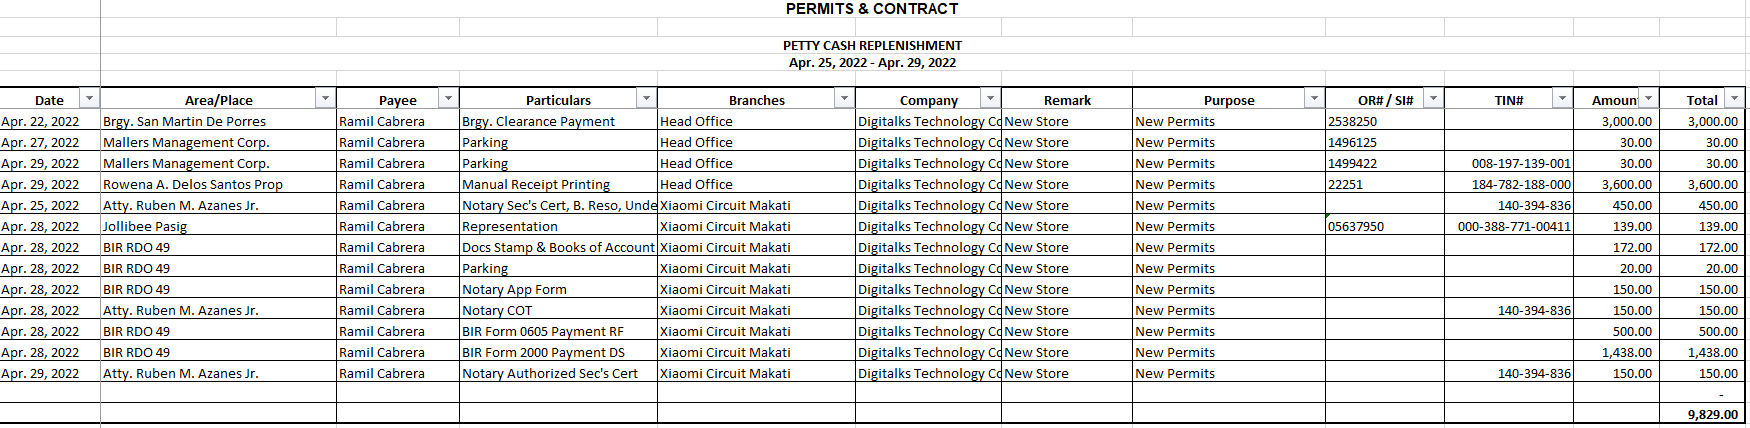 PERMITS & CONTRACT
PETTY CASH REPLENISHMENT
Apr. 25, 2022 - Apr. 29, 2022
Date Area/Place Payee Particulars Branches Company Remark Purpose OR# / SI# TIN# Amoun Total
Apr. 22, 2022 Brgy. San Martin De Porres Ramil Cabrera Brgy. Clearance Payment Head Office Digitalks Technology Co New Store New Permits 2538250 3,000.00 3,000.00
Apr. 27, 2022 Mallers Management Corp. Ramil Cabrera Parking Head Office Digitalks Technology Co New Store New Permits 1496125 30.00 30.00
Apr. 29, 2022 Mallers Management Corp. Ramil Cabrera Parking Head Office Digitalks Technology Co New Store New Permits 1499422 008-197-139-001 30.00 30.00
Apr. 29, 2022 Rowena A. Delos Santos Prop Ramil Cabrera Manual Receipt Printing Head Office Digitalks Technology Co New Store New Permits 22251 184-782-188-000 3,600.00 3,600.00
Apr. 25, 2022 Atty. Ruben M. Azanes Jr. Ramil Cabrera Notary Sec's Cert, B. Reso, Unde Xiaomi Circuit Makati Digitalks Technology Co New Store New Permits 140-394-836 450.00 450.00
Apr. 28, 2022 Jollibee Pasig Ramil Cabrera Representation Xiaomi Circuit Makati Digitalks Technology Co New Store New Permits 05637950 000-388-771-00411 139.00 139.00
Apr. 28, 2022 BIR RDO 49 Ramil Cabrera Docs Stamp & Books of Account Xiaomi Circuit Makati Digitalks Technology Co New Store New Permits 172.00 172.00
Apr. 28, 2022 BIR RDO 49 Ramil Cabrera Parking Xiaomi Circuit Makati Digitalks Technology Co New Store New Permits 20.00 20.00
Apr. 28, 2022 BIR RDO 49 Ramil Cabrera Notary App Form Xiaomi Circuit Makati Digitalks Technology Co New Store New Permits 150.00 150.00
Apr. 28, 2022 Atty. Ruben M. Azanes Jr. Ramil Cabrera Notary COT Xiaomi Circuit Makati Digitalks Technology Co New Store New Permits 140-394-836 150.00 150.00
Apr. 28, 2022 BIR RDO 49 Ramil Cabrera BIR Form 0605 Payment RF Xiaomi Circuit Makati Digitalks Technology Co New Store New Permits 500.00 500.00
Apr. 28, 2022 BIR RDO 49 Ramil Cabrera BIR Form 2000 Payment DS Xiaomi Circuit Makati Digitalks Technology Co New Store New Permits 1,438.00 1,438.00
Apr. 29, 2022 Atty. Ruben M. Azanes Jr. Ramil Cabrera Notary Authorized Sec's Cert Xiaomi Circuit Makati Digitalks Technology Co New Store New Permits 140-394-836 150.00 150.00
-
9,829.00